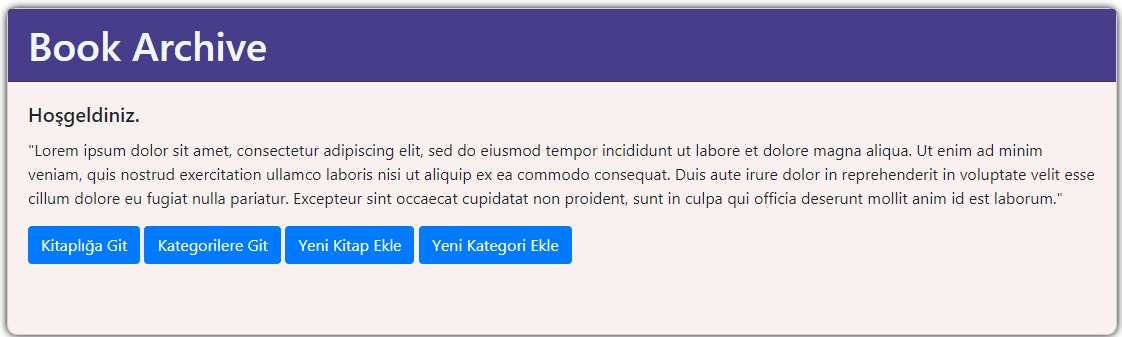 Book Archive
Hoşgeldiniz.
"Lorem ipsum dolor sit amet, consectetur adipiscing elit, sed do eiusmod tempor incididunt ut labore et dolore magna aliqua. Ut enim ad minim
veniam, quis nostrud exercitation ullamco laboris nisi ut aliquip ex ea commodo consequat. Duis aute irure dolor in reprehenderit in voluptate velit esse
cillum dolore eu fugiat nulla pariatur. Excepteur sint occaecat cupidatat non proident, sunt in culpa qui officia deserunt mollit anim id est laborum."
Kitaplığa Git Kategorilere Git Yeni Kitap Ekle Yeni Kategori Ekle